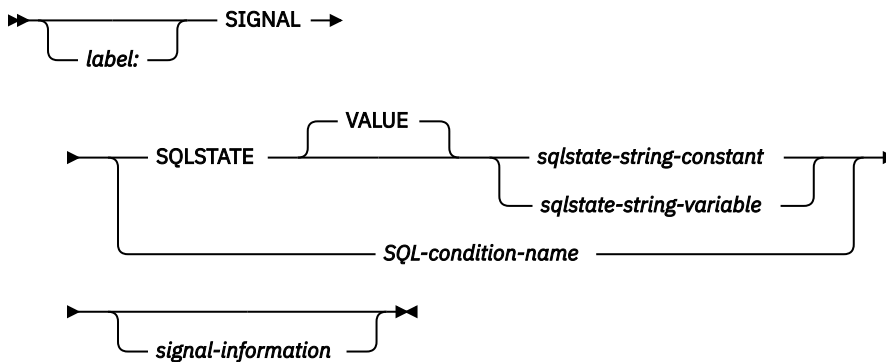 SIGNAL
label:
VALUE
SQLSTATE sqlstate-string-constant
sqlstate-string-variable
SQL-condition-name
signal-information